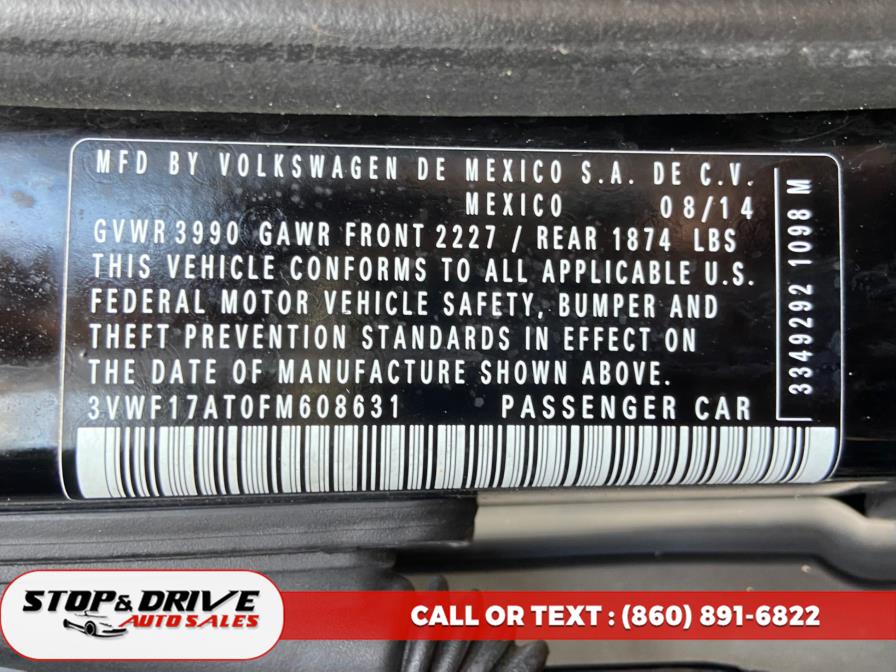 MFD BY VOLKSWAGEN DE MEXICO S.A. DE C.V.
MEXICO 08/14
GVWR 3990 GAWR FRONT 2227 / REAR 1874 LBS
THIS VEHICLE CONFORMS TO ALL APPLICABLE U.S.
FEDERAL MOTOR VEHICLE SAFETY, BUMPER AND
THEFT PREVENTION STANDARDS IN EFFECT ON
THE DATE OF MANUFACTURE SHOWN ABOVE.
3VWF17AT0FM608631 PASSENGER CAR
3349292 1098 M
STOP & DRIVE
AUTO SALES
CALL OR TEXT : (860) 891-6822